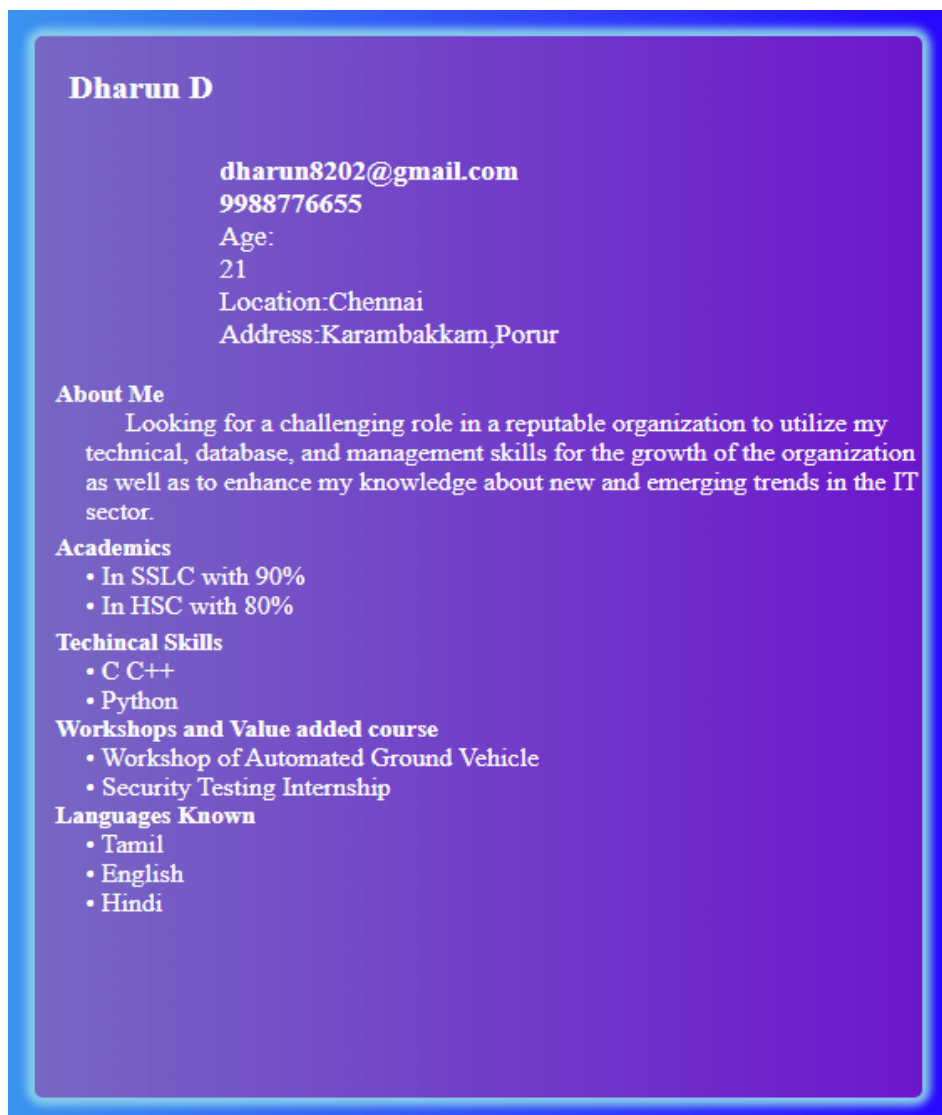 Dharun D
dharun8202@gmail.com
9988776655
Age:
21
Location:Chennai
Address:Karambakkam,Porur
About Me
Looking for a challenging role in a reputable organization to utilize my
technical, database, and management skills for the growth of the organization
as well as to enhance my knowledge about new and emerging trends in the IT
sector.
Academics
• In SSLC with 90%
• In HSC with 80%
Techincal Skills
• C C++
• Python
Workshops and Value added course
• Workshop of Automated Ground Vehicle
• Security Testing Internship
Languages Known
• Tamil
• English
• Hindi